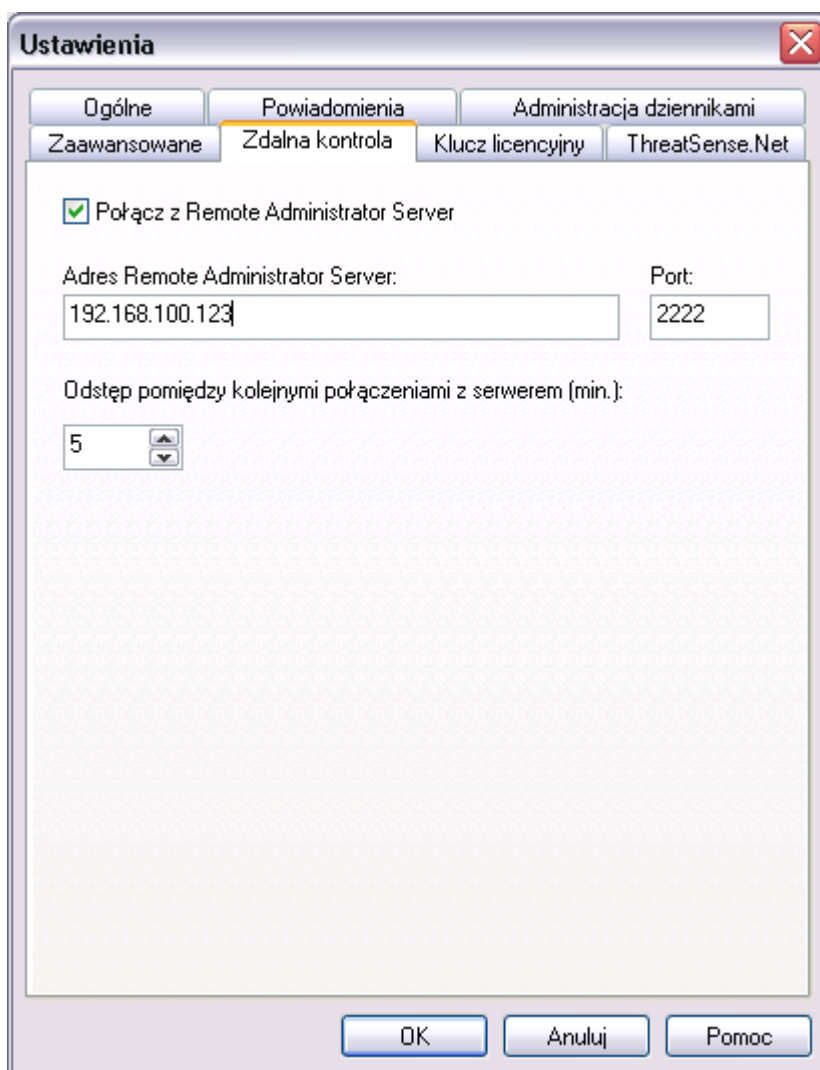 Ustawienia
Ogólne Powiadomienia Administracja dziennikami
Zaawansowane Zdalna kontrola Klucz licencyjny ThreatSense.Net
Połącz z Remote Administrator Server
Adres Remote Administrator Server: Port:
192.168.100.123 2222
Odstęp pomiędzy kolejnymi połączeniami z serwerem (min.):
5
OK Anuluj Pomoc